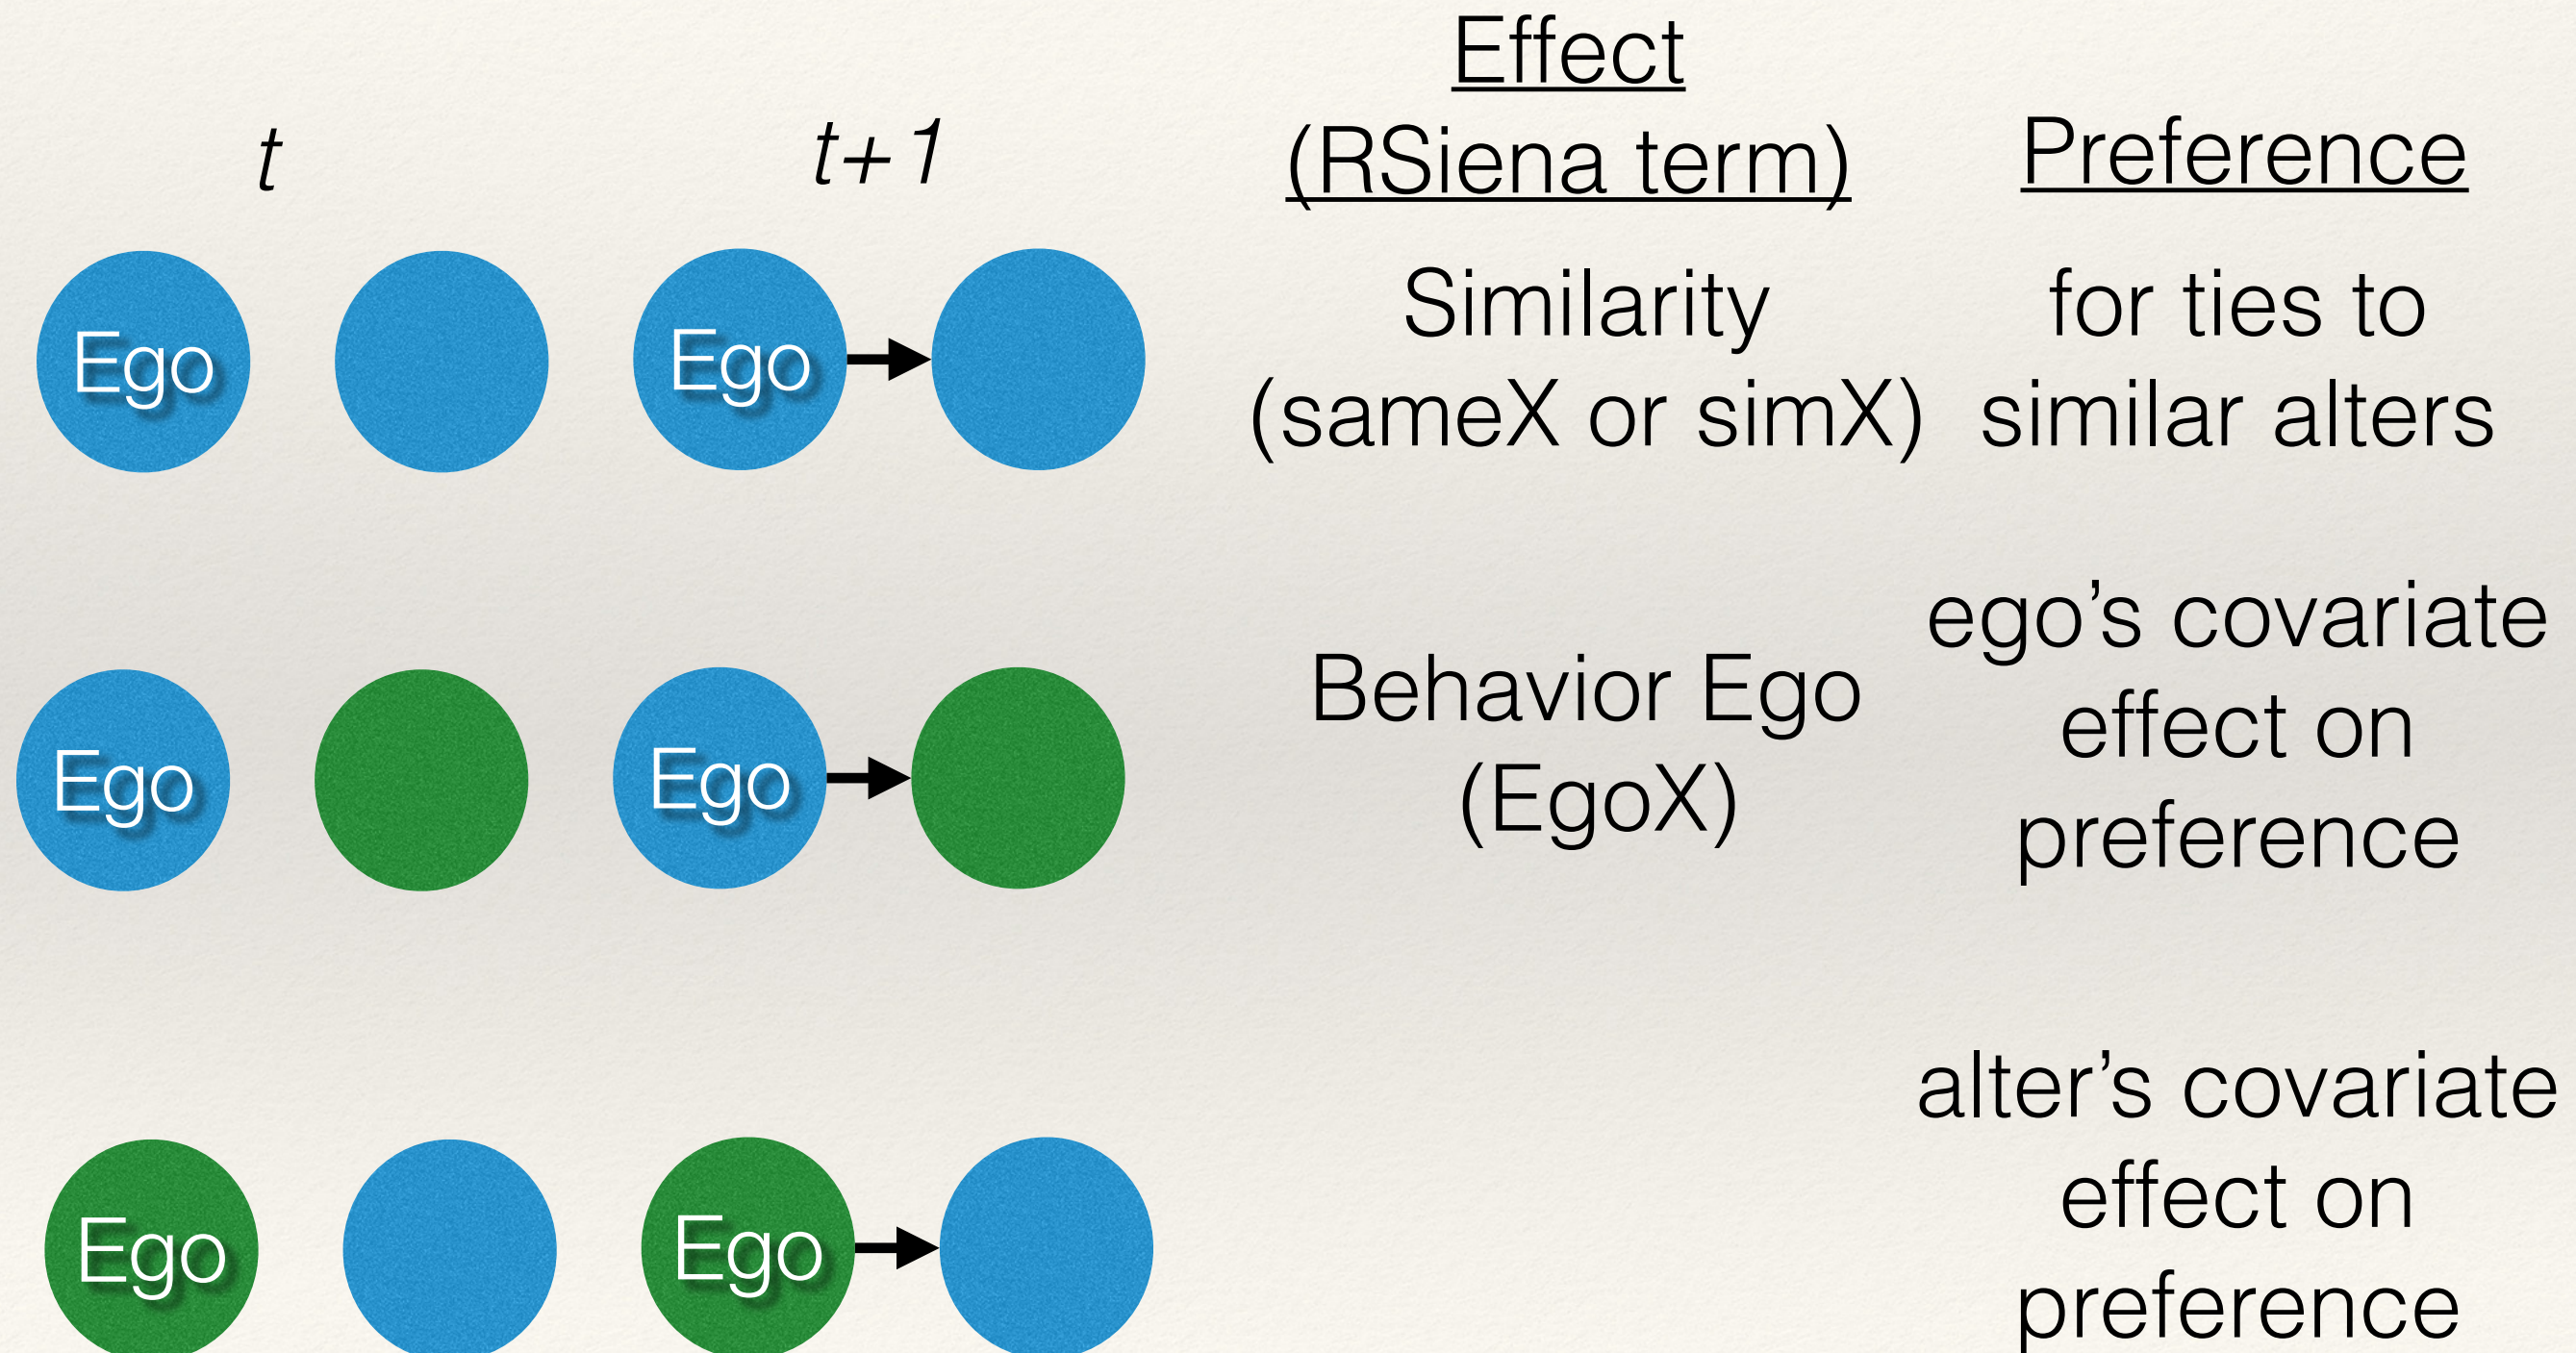 Effect
t
t+1
(RSiena term)
Preference
Ego
Ego
Similarity
(sameX or simX)
for ties to
similar alters
Ego
Ego
Behavior Ego
(EgoX)
ego’s covariate
effect on
preference
Ego
Ego
alter’s covariate
effect on
preference